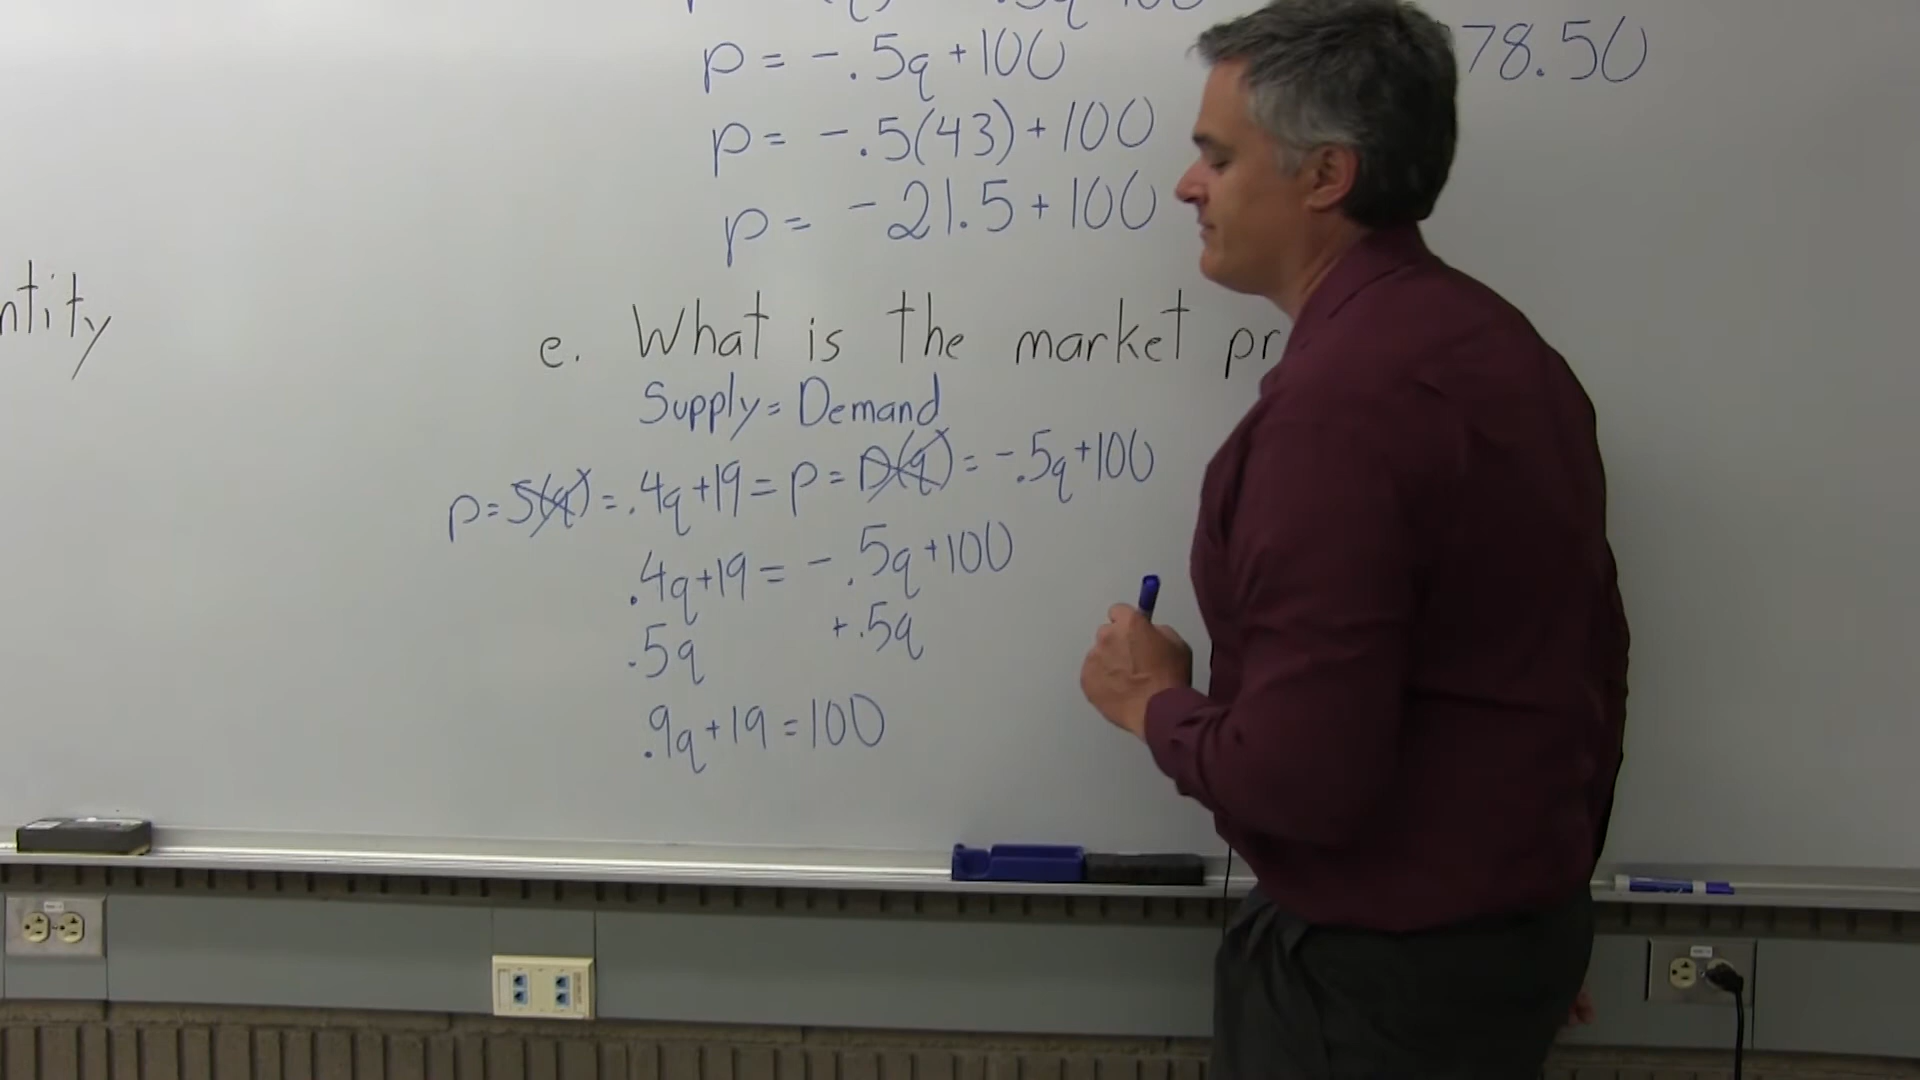 p = -.5q+100
78.50
p = -.5(43)+100
p = -21.5+100
ntity
e. What is the market pr
Supply = Demand
p=S(q)=.4q+19=p=D(q)=-.5q+100
.4q+19=-.5q+100
.5q +.5q
.9q+19=100